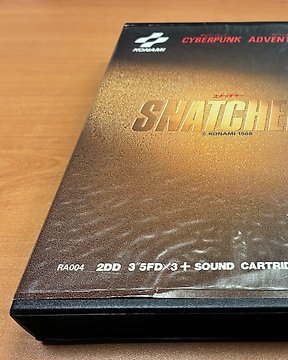 KONAMI
CYBERPUNK ADVENT
スナッチャー
SNATCHE
© KONAMI 1988
RA004 2DD 3"5FD×3 + SOUND CARTRID